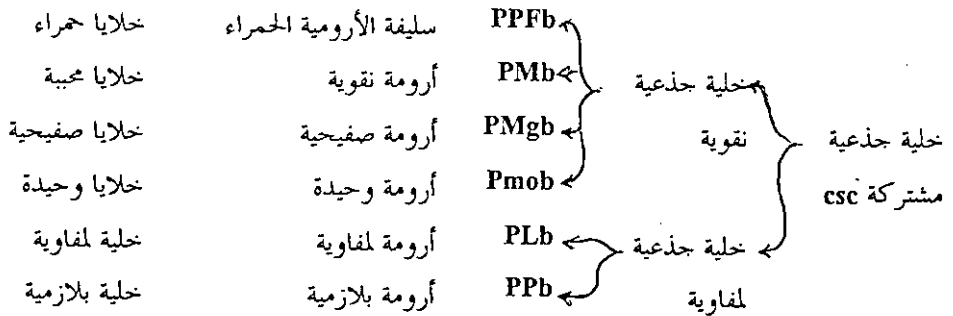 PPFb سليفة الأرومية الحمراء خلايا حمراء
خلية جذعية PMb أرومة نقوية خلايا محببة
خلية جذعية نقوية PMgb أرومة صفيحية خلايا صفيحية
مشتركة csc Pmob أرومة وحيدة خلايا وحيدة
خلية جذعية PLb أرومة لمفاوية خلية لمفاوية
لمفاوية PPb أرومة بلازمية خلية بلازمية